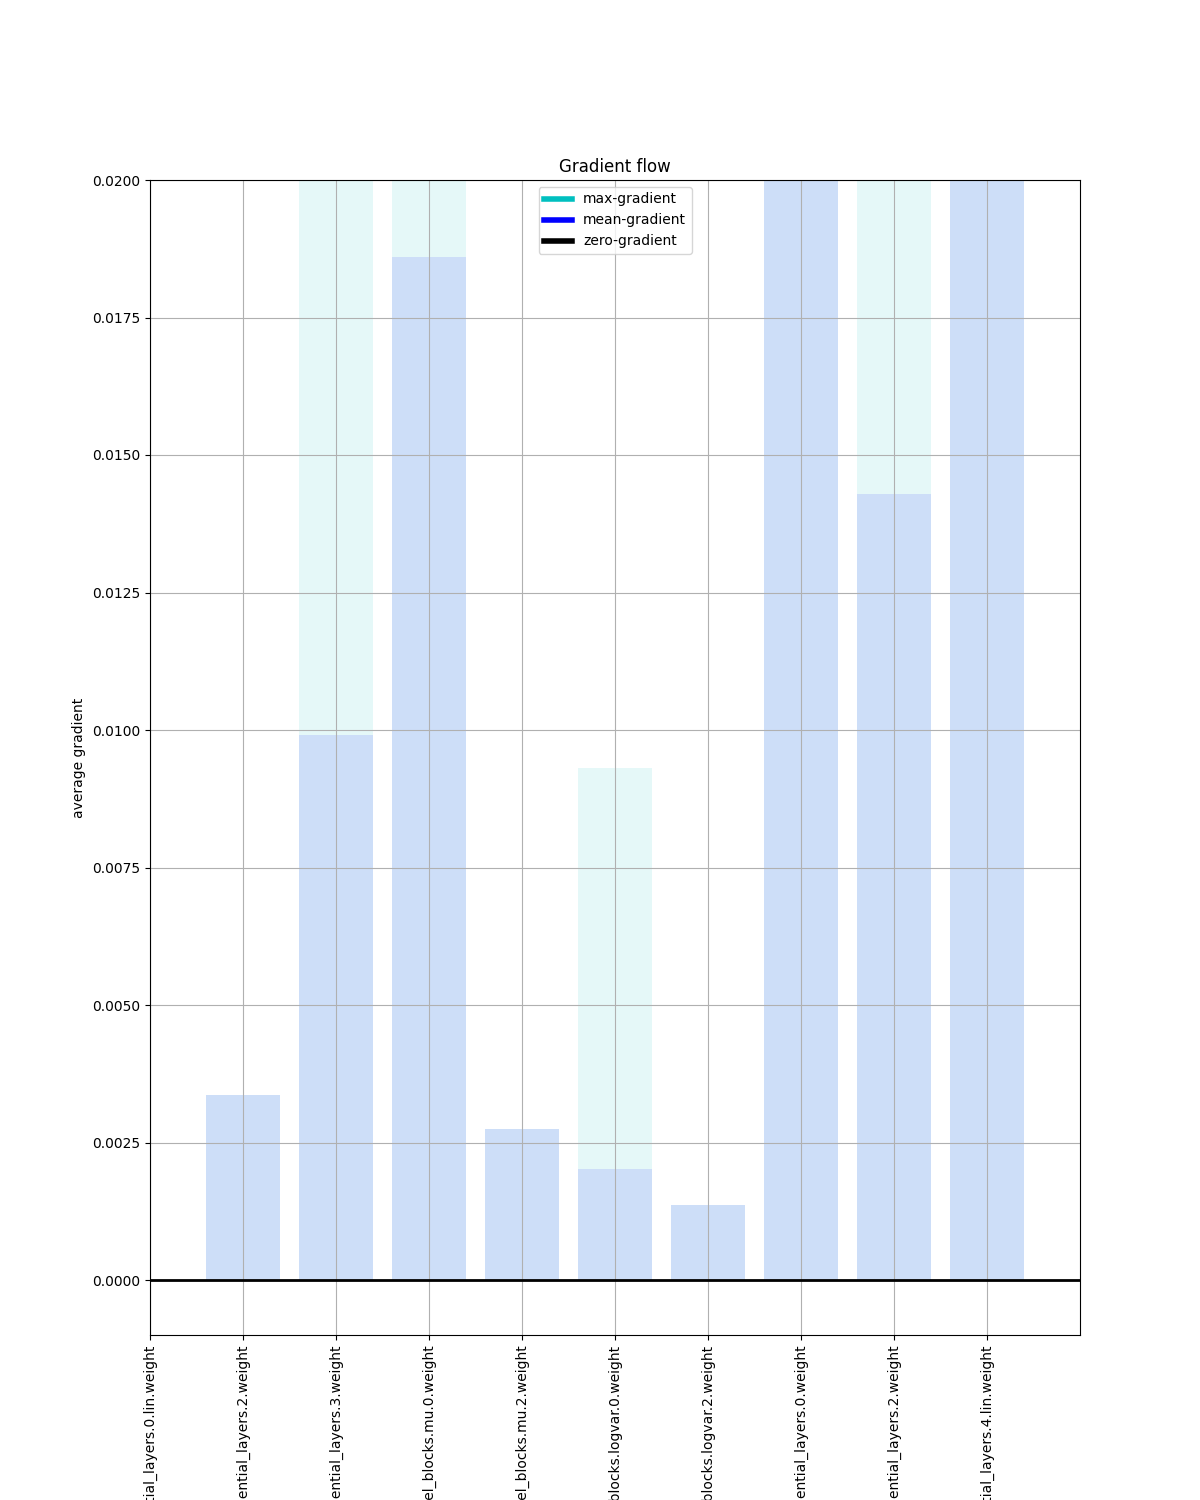 Gradient flow
max-gradient
mean-gradient
zero-gradient
0.0200
0.0175
0.0150
0.0125
0.0100
0.0075
0.0050
0.0025
0.0000
average gradient
tial_layers.0.lin.weight
ential_layers.2.weight
ential_layers.3.weight
el_blocks.mu.0.weight
el_blocks.mu.2.weight
blocks.logvar.0.weight
blocks.logvar.2.weight
ential_layers.0.weight
ential_layers.2.weight
tial_layers.4.lin.weight